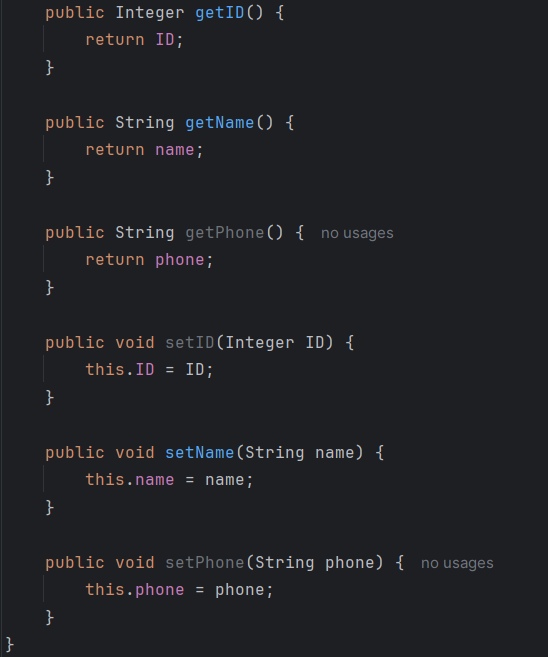 public Integer getID() {
return ID;
}
public String getName() {
return name;
}
public String getPhone() { no usages
return phone;
}
public void setID(Integer ID) {
this.ID = ID;
}
public void setName(String name) {
this.name = name;
}
public void setPhone(String phone) { no usages
this.phone = phone;
}
}